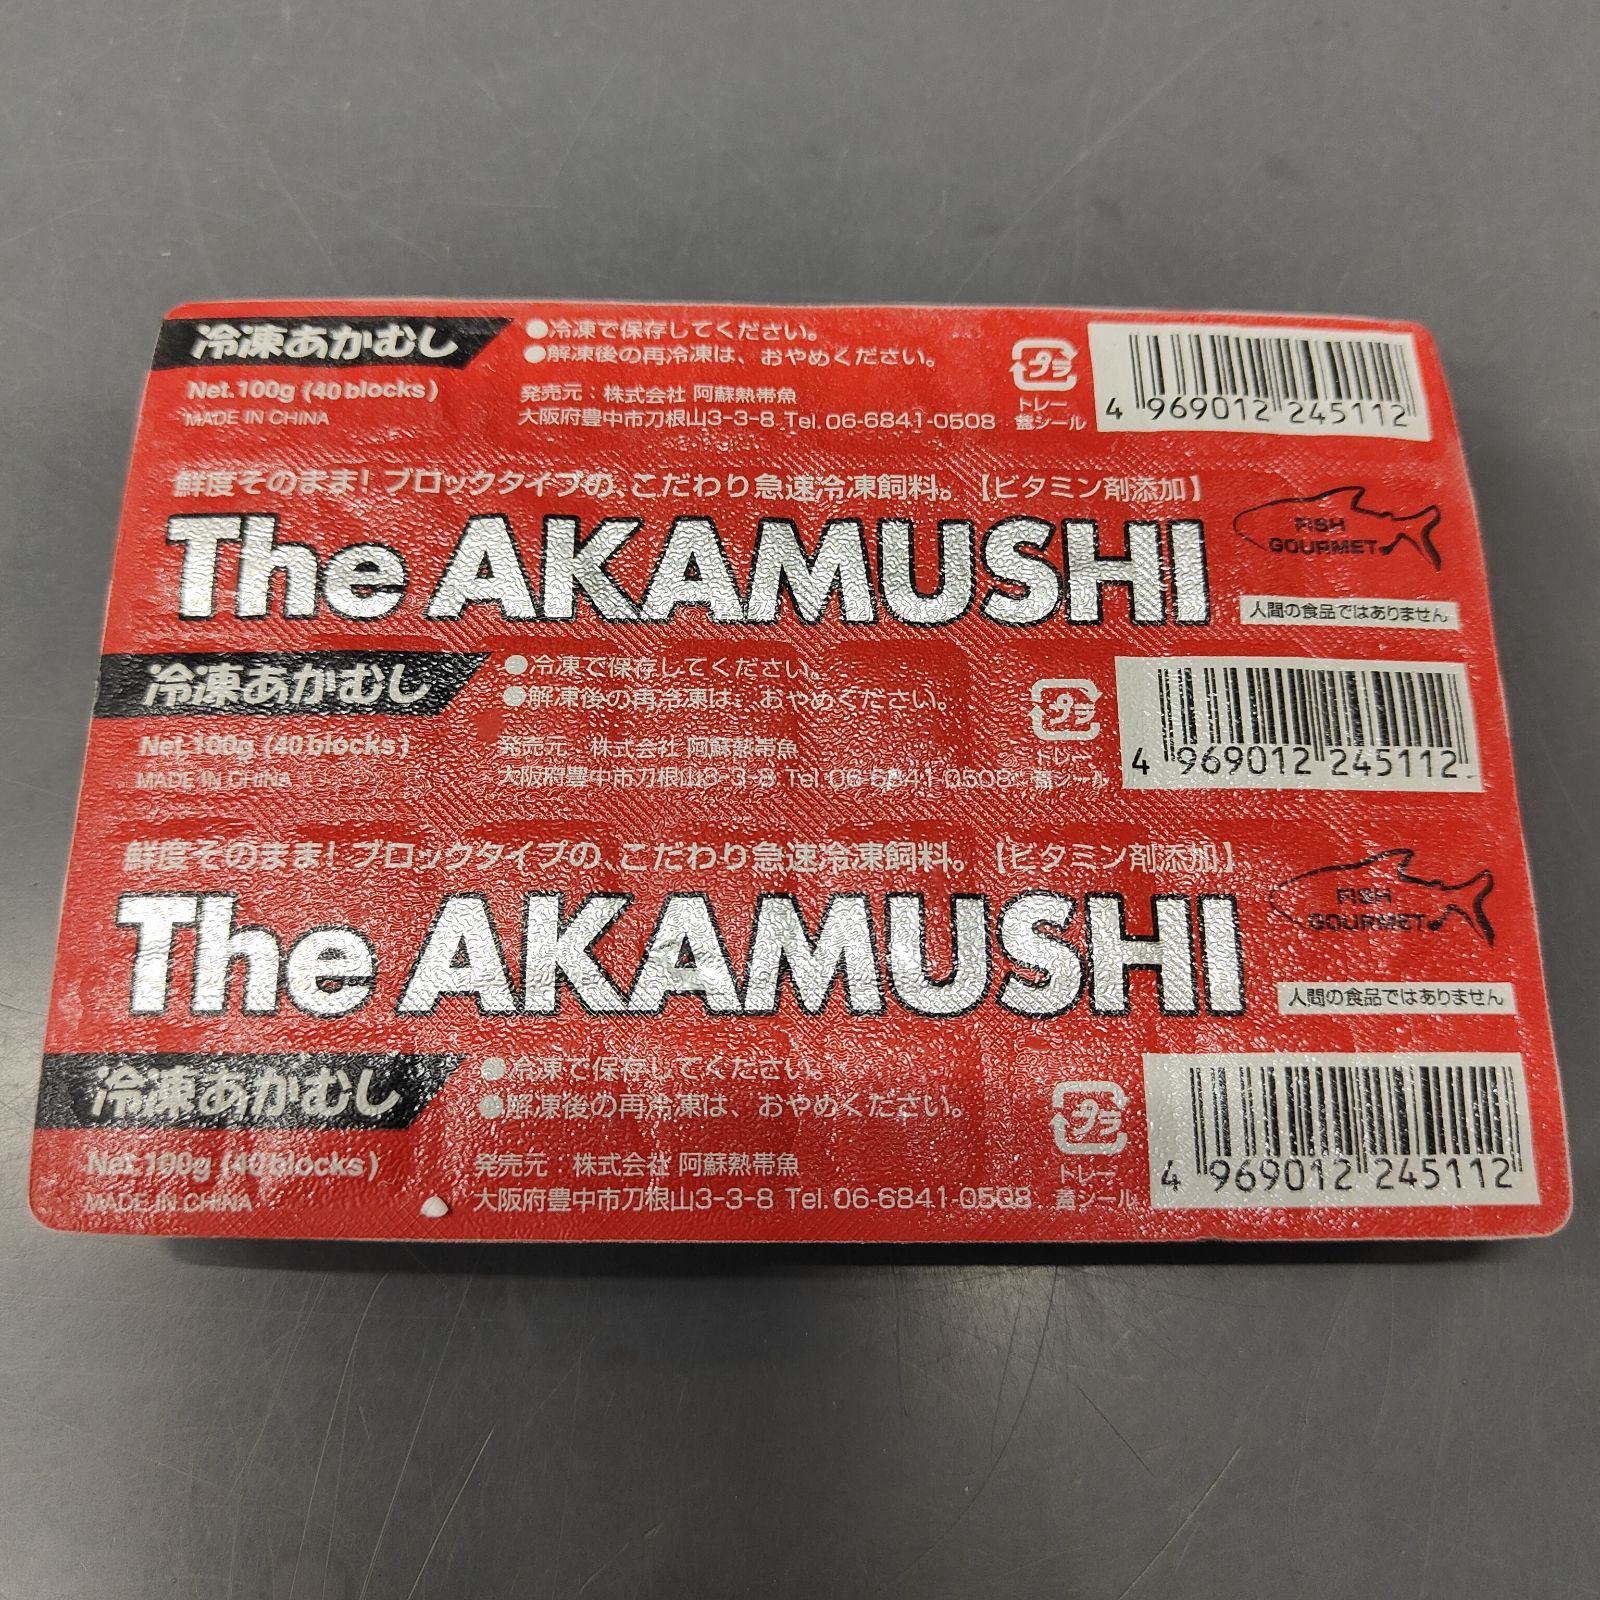 冷凍あかむし
●冷凍で保存してください。
●解凍後の再冷凍は、おやめください。
Net.100g (40blocks)
MADE IN CHINA
発売元：株式会社 阿蘇熱帯魚
大阪府豊中市刀根山3-3-8 Tel. 06-6841-0508
プラ
トレー
蓋シール
4 969012 245112
鮮度そのまま！ブロックタイプの、こだわり急速冷凍飼料。【ビタミン剤添加】
The AKAMUSHI
FISH
GOURMET
人間の食品ではありません
冷凍あかむし
●冷凍で保存してください。
●解凍後の再冷凍は、おやめください。
Net.100g (40blocks)
MADE IN CHINA
発売元：株式会社 阿蘇熱帯魚
大阪府豊中市刀根山3-3-8 Tel. 06-6841-0508
プラ
トレー
蓋シール
4 969012 245112
鮮度そのまま！ブロックタイプの、こだわり急速冷凍飼料。【ビタミン剤添加】
The AKAMUSHI
FISH
GOURMET
人間の食品ではありません
冷凍あかむし
●冷凍で保存してください。
●解凍後の再冷凍は、おやめください。
Net.100g (40blocks)
MADE IN CHINA
発売元：株式会社 阿蘇熱帯魚
大阪府豊中市刀根山3-3-8 Tel. 06-6841-0508
プラ
トレー
蓋シール
4 969012 245112